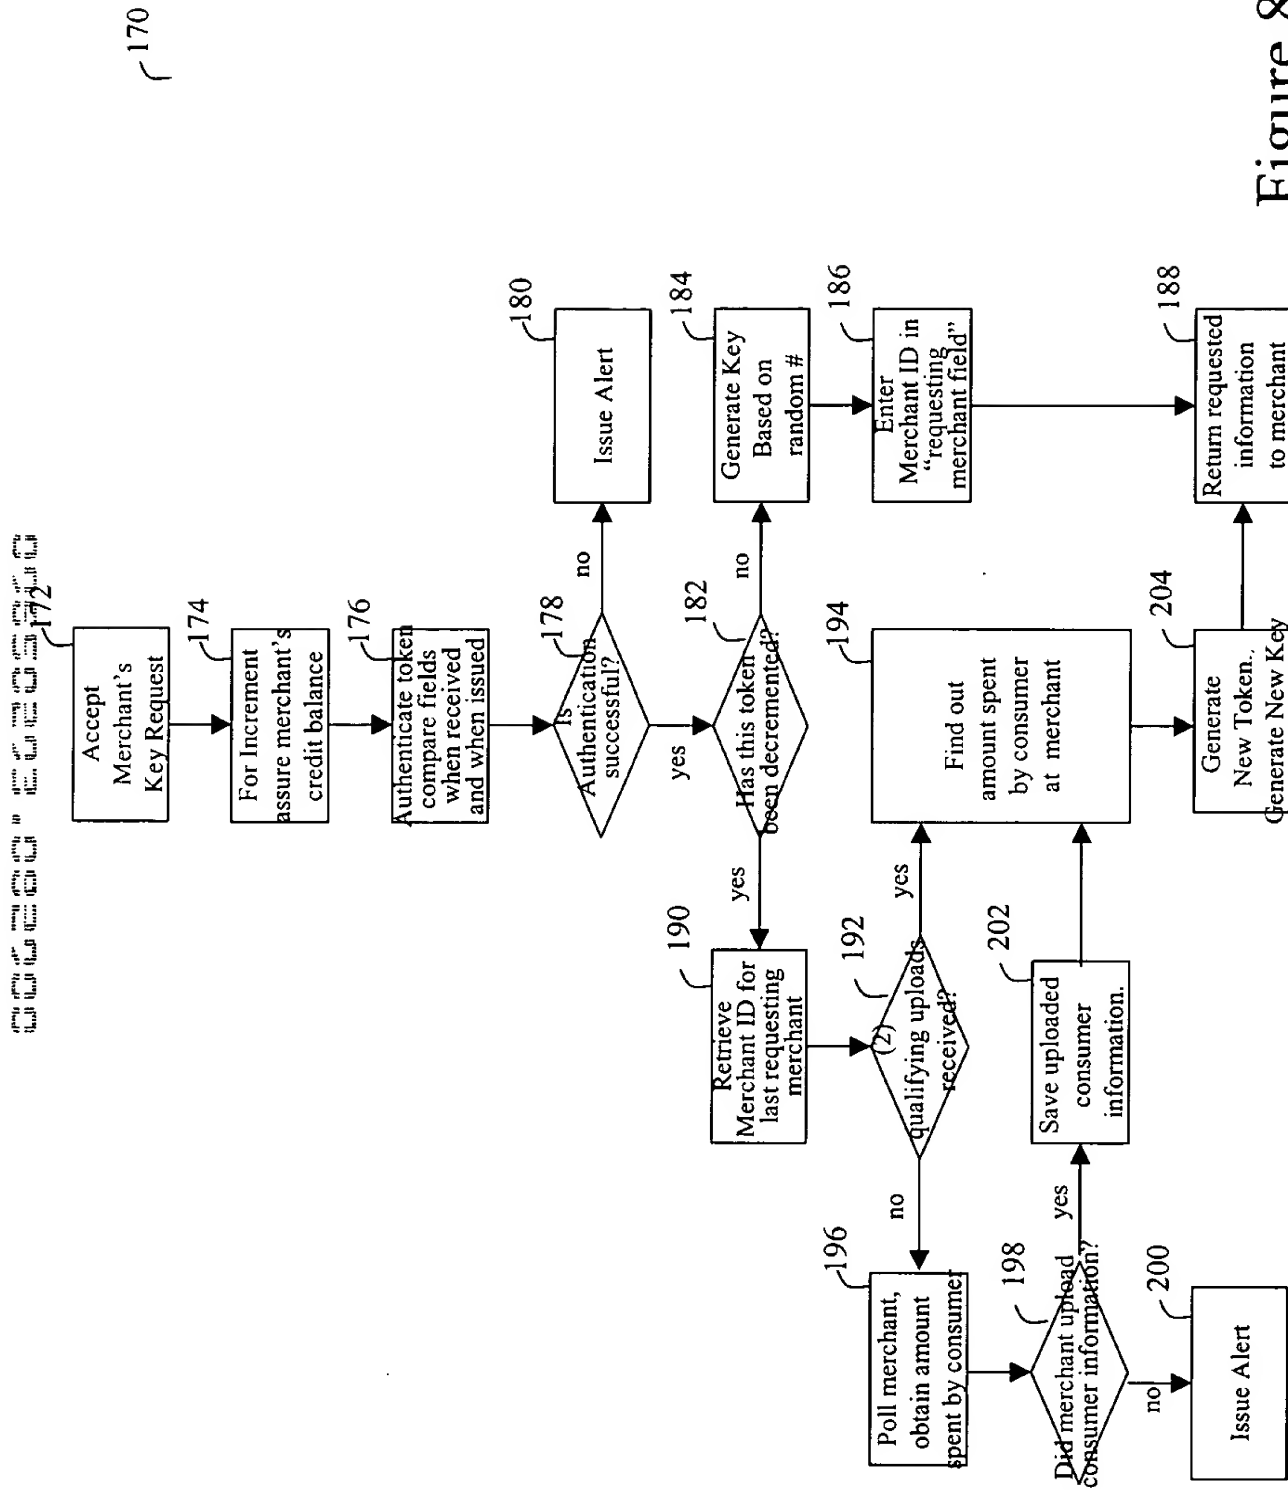 170
172
Accept
Merchant's
Key Request
174
For Increment
assure merchant's
credit balance
176
Authenticate token
compare fields
when received
and when issued
178
Is
Authentication
successful?
no
180
Issue Alert
yes
182
Has this token
been decremented?
no
184
Generate Key
Based on
random #
186
Enter
Merchant ID in
"requesting
merchant field"
yes
190
Retrieve
Merchant ID for
last requesting
merchant
192
(2)
qualifying uploads
received?
yes
194
Find out
amount spent
by consumer
at merchant
no
196
Poll merchant,
obtain amount
spent by consumer
198
Did merchant upload
consumer information?
yes
202
Save uploaded
consumer
information.
no
200
Issue Alert
204
Generate
New Token.,
Generate New Key
188
Return requested
information
to merchant
Figure 8